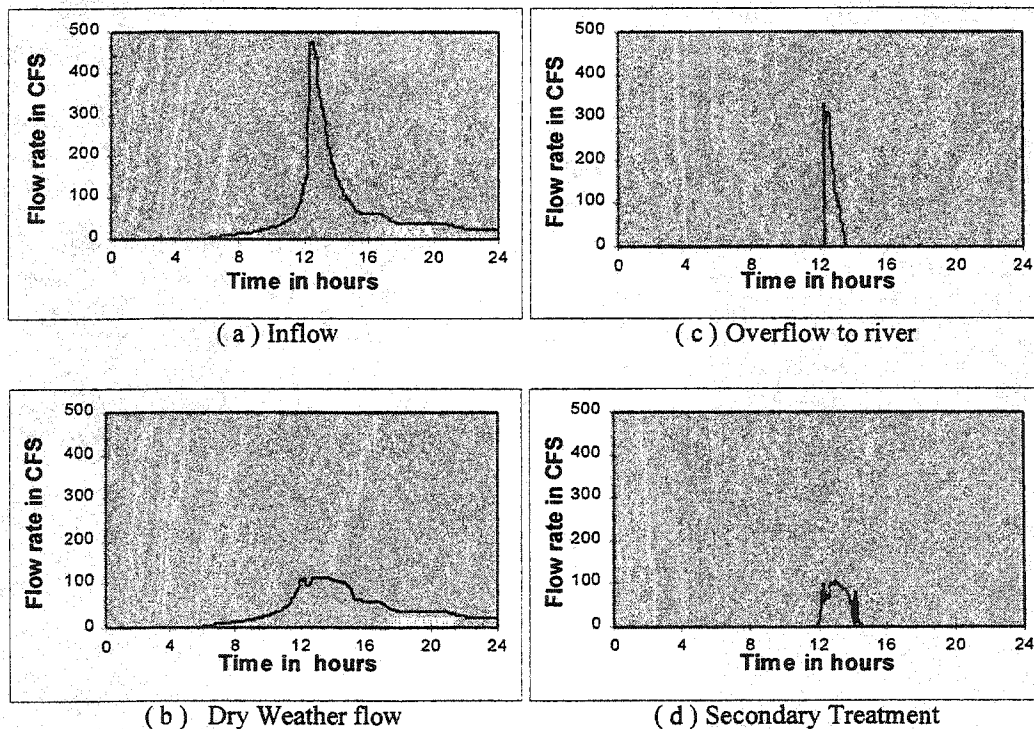 500
400
300
200
100
0
Flow rate in CFS
0 4 8 12 16 20 24
Time in hours
( a ) Inflow
500
400
300
200
100
0
Flow rate in CFS
0 4 8 12 16 20 24
Time in hours
( c ) Overflow to river
500
400
300
200
100
0
Flow rate in CFS
0 4 8 12 16 20 24
Time in hours
( b ) Dry Weather flow
500
400
300
200
100
0
Flow rate in CFS
0 4 8 12 16 20 24
Time in hours
( d ) Secondary Treatment